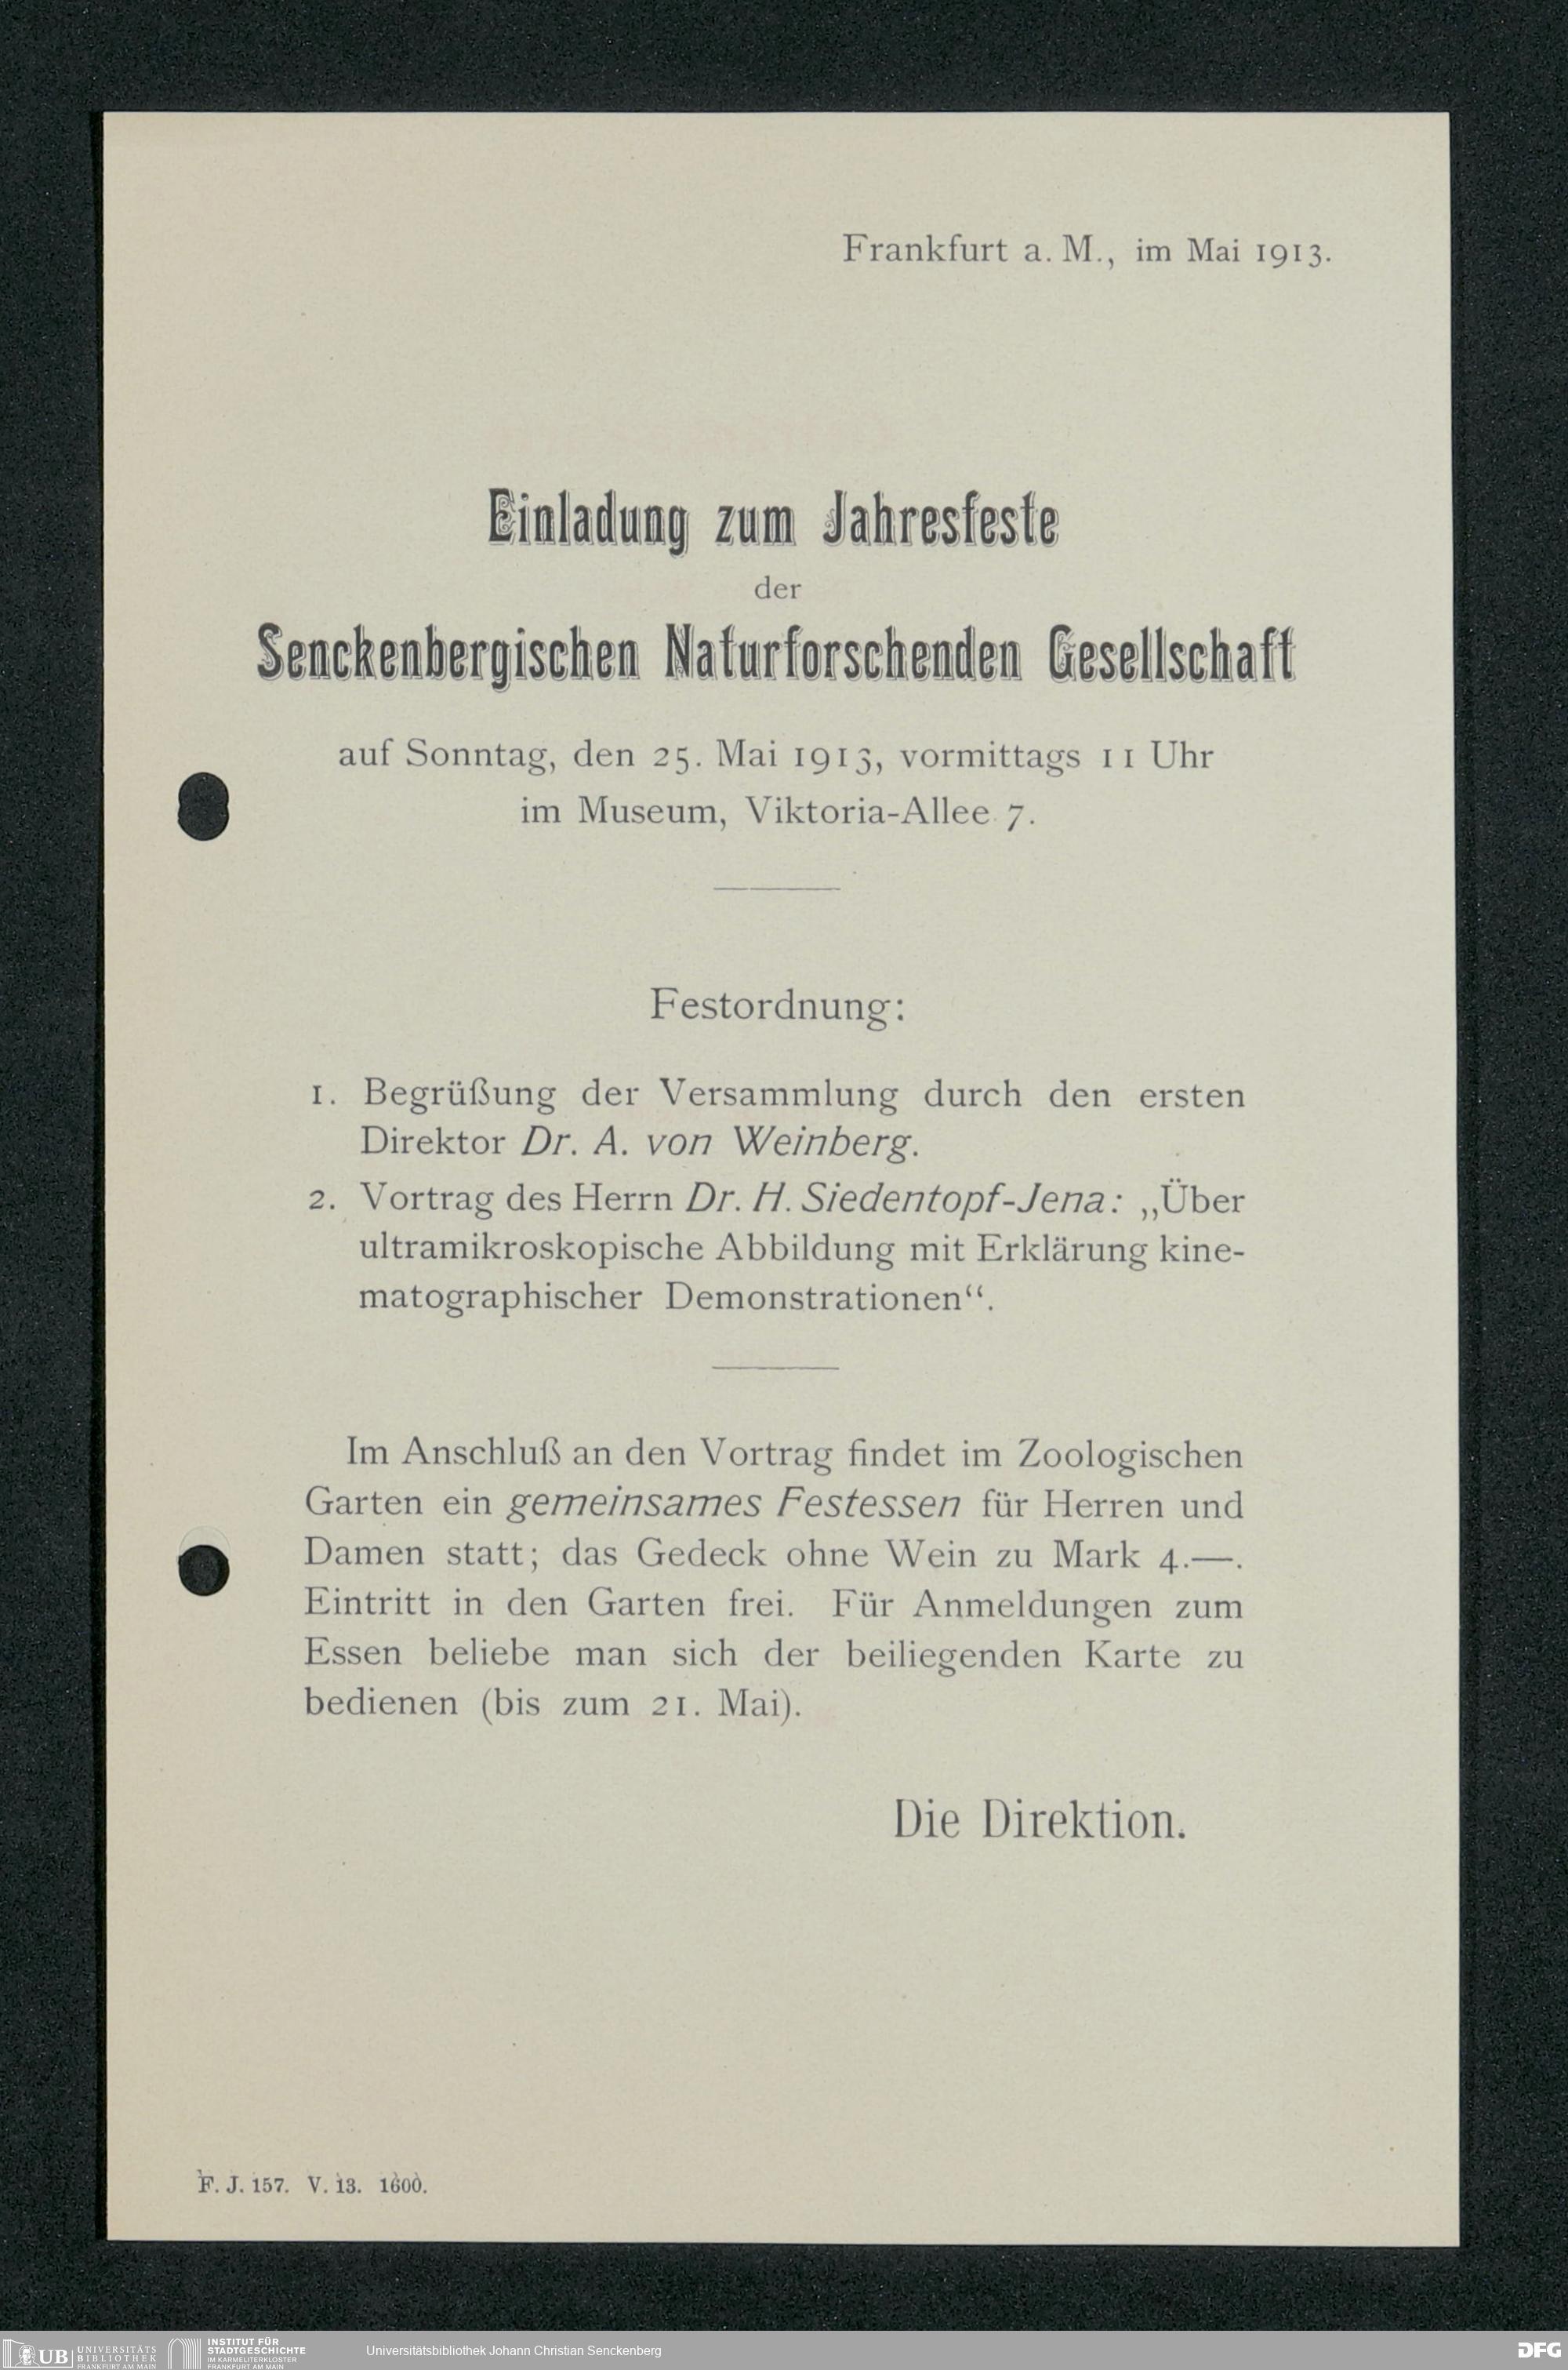 Frankfurt a. M., im Mai 1913.
Einladung zum Jahresfeste
der
Senckenbergischen Naturforschenden Gesellschaft
auf Sonntag, den 25. Mai 1913, vormittags 11 Uhr
im Museum, Viktoria-Allee 7.
Festordnung:
1. Begrüßung der Versammlung durch den ersten
Direktor Dr. A. von Weinberg.
2. Vortrag des Herrn Dr. H. Siedentopf-Jena: „Über
ultramikroskopische Abbildung mit Erklärung kine-
matographischer Demonstrationen“.
Im Anschluß an den Vortrag findet im Zoologischen
Garten ein gemeinsames Festessen für Herren und
Damen statt; das Gedeck ohne Wein zu Mark 4.—.
Eintritt in den Garten frei. Für Anmeldungen zum
Essen beliebe man sich der beiliegenden Karte zu
bedienen (bis zum 21. Mai).
Die Direktion.
F. J. 157. V. 13. 1600.
UB UNIVERSITÄTS
BIBLIOTHEK
FRANKFURT AM MAIN
INSTITUT FÜR
STADTGESCHICHTE
IM KARMELITERKLOSTER
FRANKFURT AM MAIN
Universitätsbibliothek Johann Christian Senckenberg
DFG